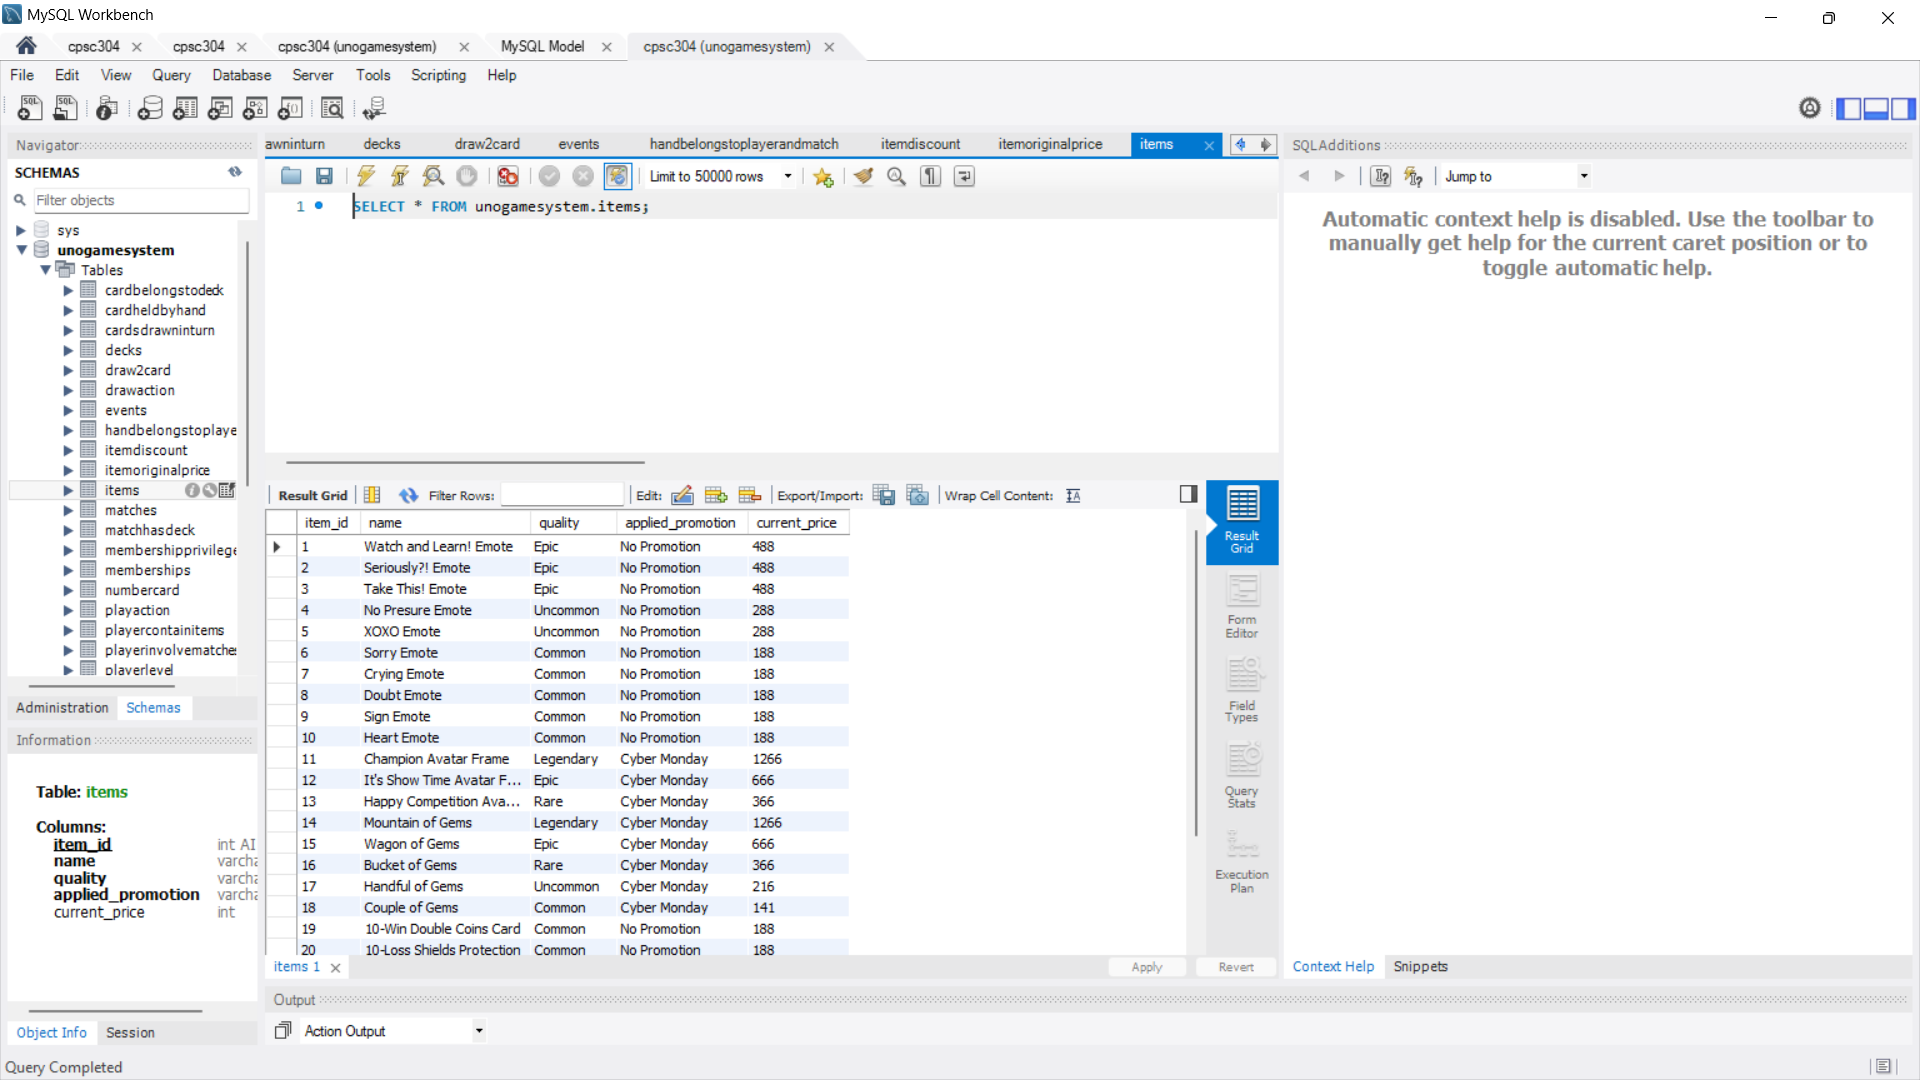 MySQL Workbench
cpsc304 cpsc304 cpsc304 (unogamesystem) MySQL Model cpsc304 (unogamesystem)
File Edit View Query Database Server Tools Scripting Help
Navigator
SCHEMAS
Filter objects
sys
unogamesystem
Tables
cardbelongstodeck
cardheldbyhand
cardsdrawninturn
decks
draw2card
drawaction
events
handbelongstoplaye
itemdiscount
itemoriginalprice
items
matches
matchhasdeck
membershipprivilege
memberships
numbercard
playaction
playercontainitems
playerinvolvematche
playerlevel
Administration Schemas
Information
Table: items
Columns:
item_id int AI
name varcha
quality varcha
applied_promotion varcha
current_price int
Object Info Session
awninturn decks draw2card events handbelongstoplayerandmatch itemdiscount itemoriginalprice items
Limit to 50000 rows
1 SELECT * FROM unogamesystem.items;
Result Grid Filter Rows: Edit: Export/Import: Wrap Cell Content:
item_id name quality applied_promotion current_price
1 Watch and Learn! Emote Epic No Promotion 488
2 Seriously?! Emote Epic No Promotion 488
3 Take This! Emote Epic No Promotion 488
4 No Presure Emote Uncommon No Promotion 288
5 XOXO Emote Uncommon No Promotion 288
6 Sorry Emote Common No Promotion 188
7 Crying Emote Common No Promotion 188
8 Doubt Emote Common No Promotion 188
9 Sign Emote Common No Promotion 188
10 Heart Emote Common No Promotion 188
11 Champion Avatar Frame Legendary Cyber Monday 1266
12 It's Show Time Avatar F... Epic Cyber Monday 666
13 Happy Competition Ava... Rare Cyber Monday 366
14 Mountain of Gems Legendary Cyber Monday 1266
15 Wagon of Gems Epic Cyber Monday 666
16 Bucket of Gems Rare Cyber Monday 366
17 Handful of Gems Uncommon Cyber Monday 216
18 Couple of Gems Common Cyber Monday 141
19 10-Win Double Coins Card Common No Promotion 188
20 10-Loss Shields Protection Common No Promotion 188
Result
Grid
Form
Editor
Field
Types
Query
Stats
Execution
Plan
items 1 Apply Revert
SQLAdditions
Jump to
Automatic context help is disabled. Use the toolbar to
manually get help for the current caret position or to
toggle automatic help.
Context Help Snippets
Output
Action Output
Query Completed